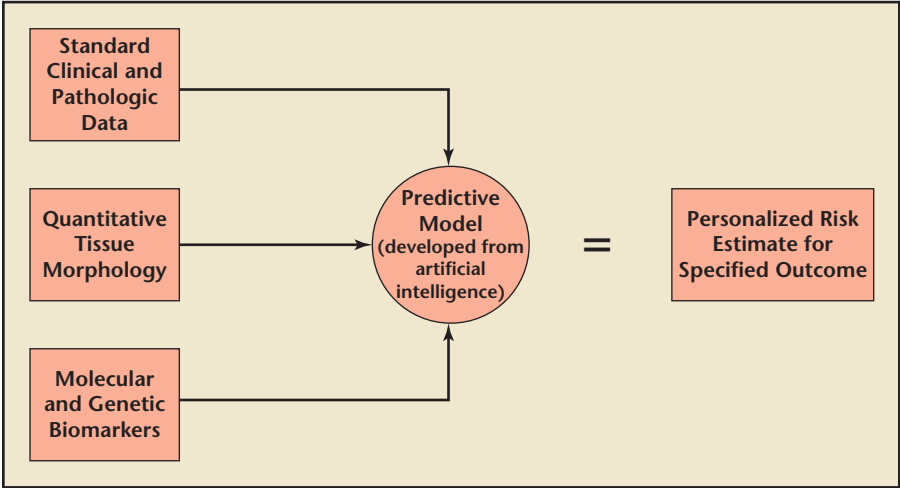 Standard
Clinical and
Pathologic
Data
Quantitative
Tissue
Morphology
Molecular
and Genetic
Biomarkers
Predictive
Model
(developed from
artificial
intelligence)
=
Personalized Risk
Estimate for
Specified Outcome